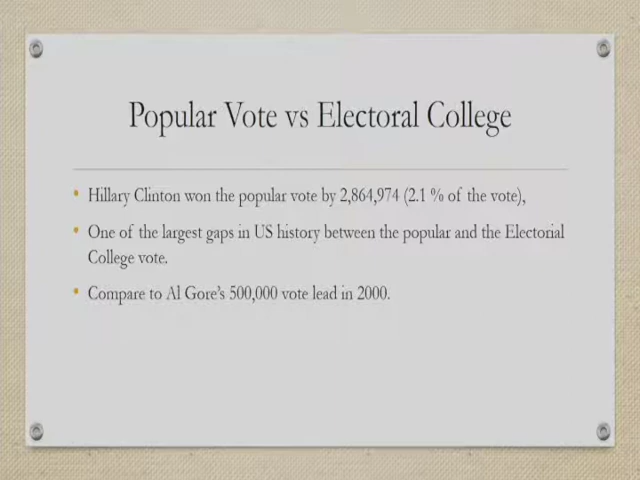 Popular Vote vs Electoral College
• Hillary Clinton won the popular vote by 2,864,974 (2.1 % of the vote),
• One of the largest gaps in US history between the popular and the Electorial
College vote.
• Compare to Al Gore's 500,000 vote lead in 2000.